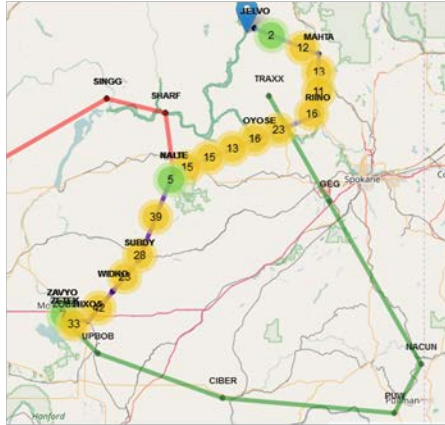 JELVO
2
MAHTA
12
SINGG
TRAXX
13
11
SHARF
RIINO
16
OYOSE
23
16
13
15
NALTE
15
5
GEG
Spokane
39
SUBDY
28
WIDKO
ZAVYO
33
UPBOB
NACUN
CIBER
PUW
Pullman
Hanford